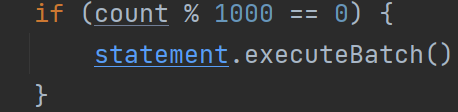 if (count % 1000 == 0) {
statement.executeBatch()
}